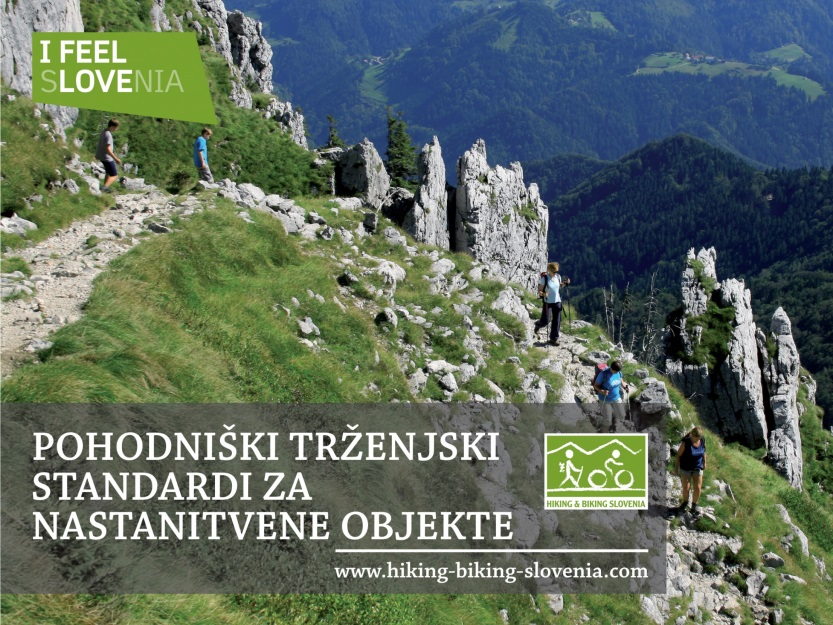 I FEEL
SLOVENIA
POHODNIŠKI TRŽENJSKI
STANDARDI ZA
NASTANITVENE OBJEKTE
HIKING & BIKING SLOVENIA
www.hiking-biking-slovenia.com